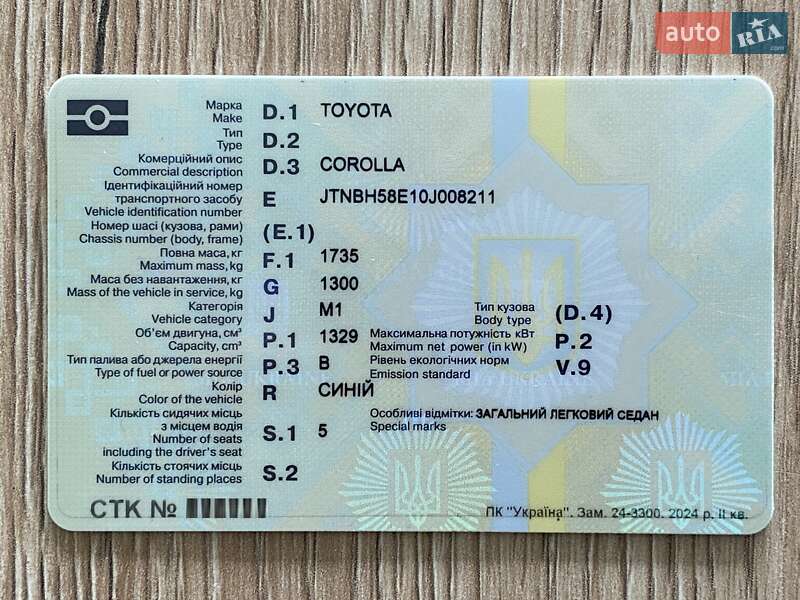 auto RIA .com
Марка
Make D.1 TOYOTA
Тип
Type D.2
Комерційний опис
Commercial description D.3 COROLLA
Ідентифікаційний номер
транспортного засобу
Vehicle identification number E JTNBH58E10J008211
Номер шасі (кузова, рами)
Chassis number (body, frame) (E.1)
Повна маса, кг
Maximum mass, kg F.1 1735
Маса без навантаження, кг
Mass of the vehicle in service, kg G 1300
Категорія
Vehicle category J M1
Тип кузова
Body type (D.4)
Об'єм двигуна, см³
Capacity, cm³ P.1 1329
Максимальна потужність кВт
Maximum net power (in kW) P.2
Тип палива або джерела енергії
Type of fuel or power source P.3 B
Рівень екологічних норм
Emission standard V.9
Колір
Color of the vehicle R СИНІЙ
Кількість сидячих місць
з місцем водія
Number of seats
including the driver's seat S.1 5
Особливі відмітки: ЗАГАЛЬНИЙ ЛЕГКОВИЙ СЕДАН
Special marks
Кількість стоячих місць
Number of standing places S.2
СТК №
ПК "Україна". Зам. 24-3300. 2024 р. II кв.